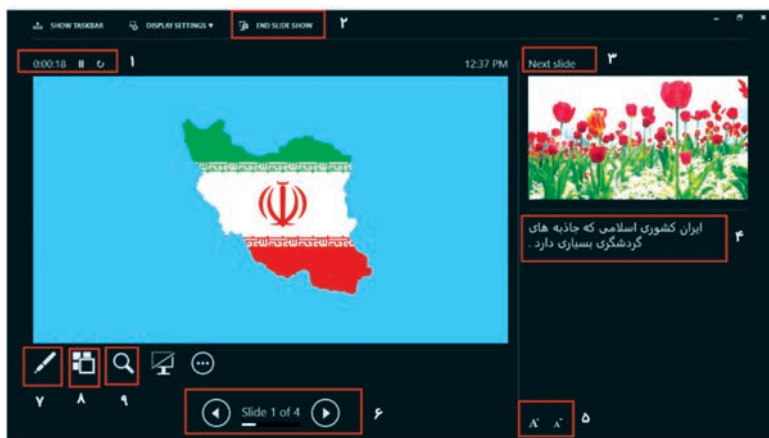 SHOW TASKBAR DISPLAY SETTINGS ▼ END SLIDE SHOW ۲
0:00:18 ۱ 12:37 PM Next slide ۳
ایران کشوری اسلامی که جاذبه های
گردشگری بسیاری دارد . ۴
۷ ۸ ۹
Slide 1 of 4 ۶
A A ۵